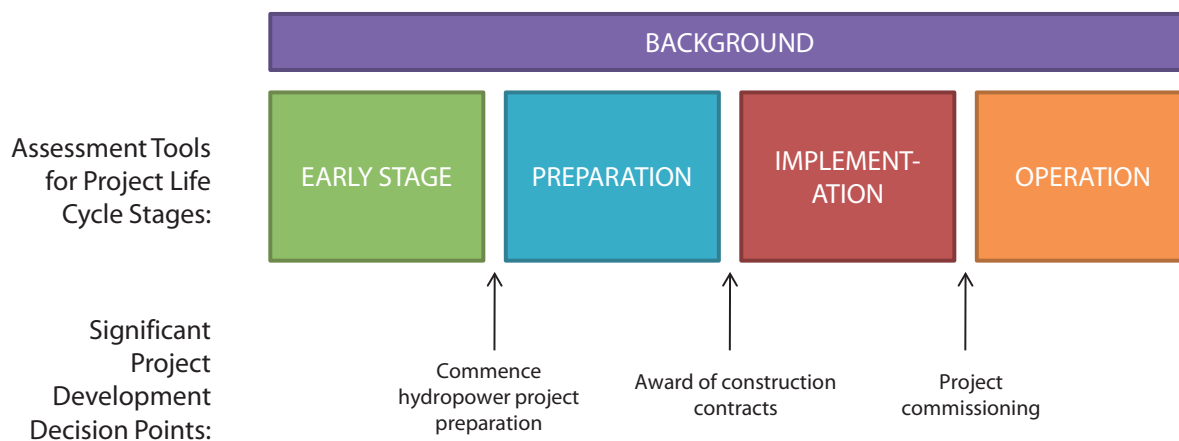 BACKGROUND
Assessment Tools
for Project Life
Cycle Stages:
EARLY STAGE
PREPARATION
IMPLEMENT-
ATION
OPERATION
Significant
Project
Development
Decision Points:
Commence
hydropower project
preparation
Award of construction
contracts
Project
commissioning